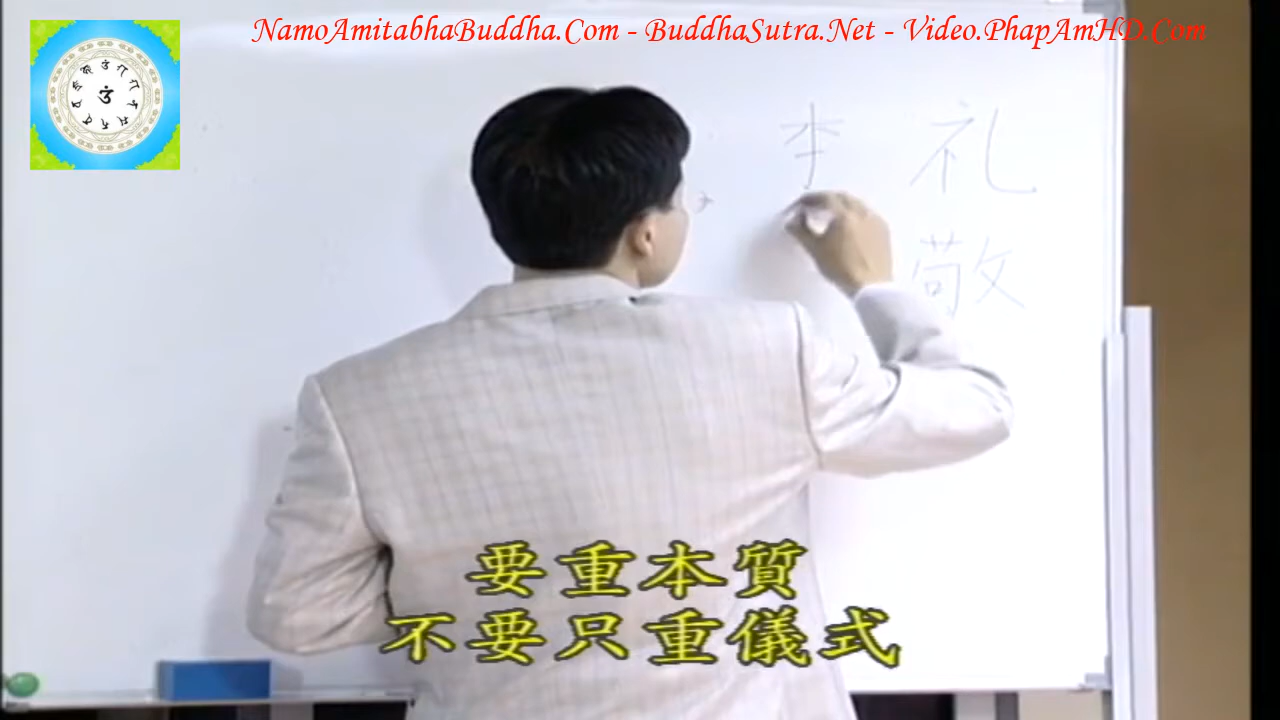 NamoAmitabhaBuddha.Com - BuddhaSutra.Net - Video.PhapAmHD.Com
礼
敬
要重本質
不要只重儀式